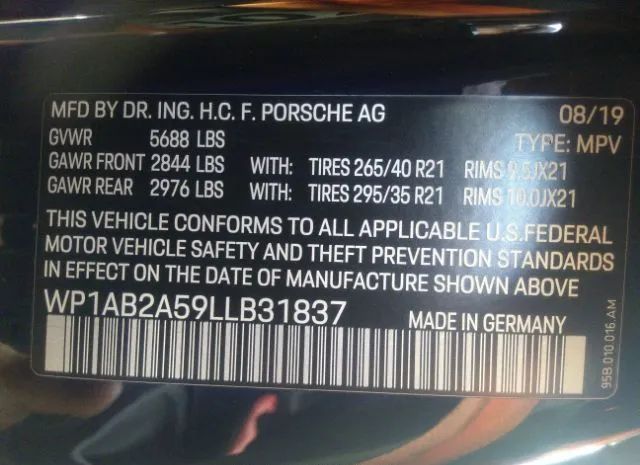 MFD BY DR. ING. H.C. F. PORSCHE AG 08/19
GVWR 5688 LBS TYPE: MPV
GAWR FRONT 2844 LBS WITH: TIRES 265/40 R21 RIMS 9.5JX21
GAWR REAR 2976 LBS WITH: TIRES 295/35 R21 RIMS 10.0JX21
THIS VEHICLE CONFORMS TO ALL APPLICABLE U.S.FEDERAL
MOTOR VEHICLE SAFETY AND THEFT PREVENTION STANDARDS
IN EFFECT ON THE DATE OF MANUFACTURE SHOWN ABOVE
WP1AB2A59LLB31837 MADE IN GERMANY
95B.010.016.AM